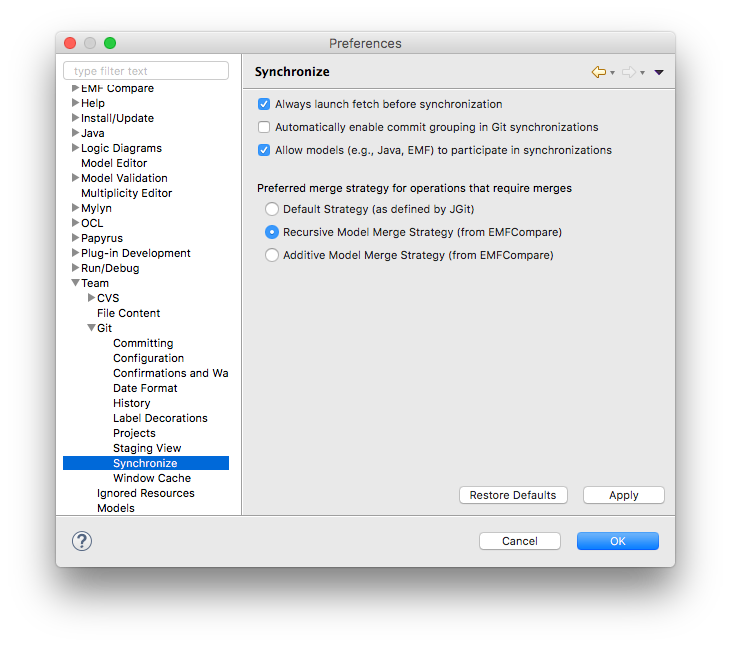 Preferences
type filter text
EMF Compare
Help
Install/Update
Java
Logic Diagrams
Model Editor
Model Validation
Multiplicity Editor
Mylyn
OCL
Papyrus
Plug-in Development
Run/Debug
Team
CVS
File Content
Git
Committing
Configuration
Confirmations and Wa
Date Format
History
Label Decorations
Projects
Staging View
Synchronize
Window Cache
Ignored Resources
Models
Synchronize
Always launch fetch before synchronization
Automatically enable commit grouping in Git synchronizations
Allow models (e.g., Java, EMF) to participate in synchronizations
Preferred merge strategy for operations that require merges
Default Strategy (as defined by JGit)
Recursive Model Merge Strategy (from EMFCompare)
Additive Model Merge Strategy (from EMFCompare)
Restore Defaults
Apply
?
Cancel
OK